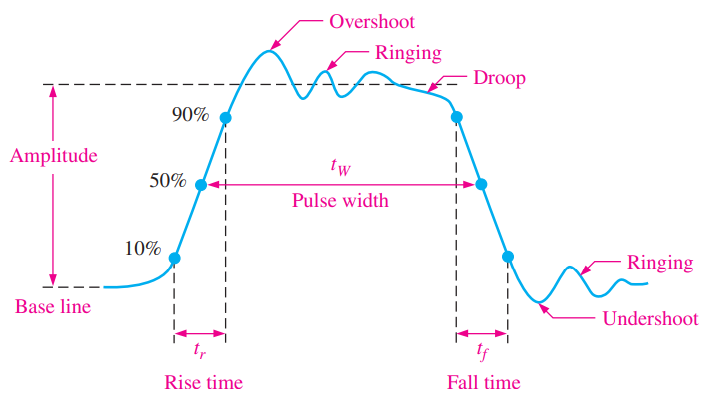 Overshoot
Ringing
Droop
90%
Amplitude
50%
tW
Pulse width
10%
Ringing
Base line
Undershoot
tr
tf
Rise time
Fall time